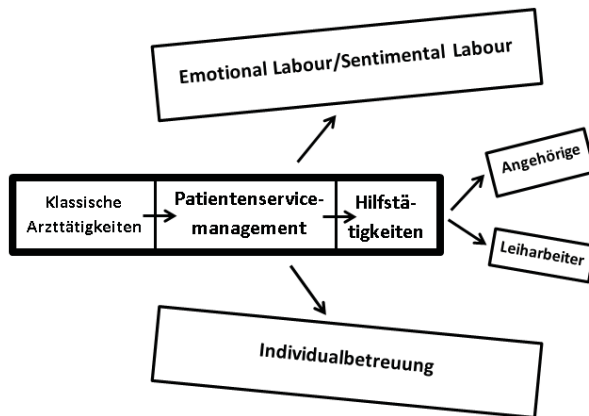 Emotional Labour/Sentimental Labour
Klassische
Arzttätigkeiten
Patientenservice-
management
Hilfstä-
tigkeiten
Angehörige
Leiharbeiter
Individualbetreuung